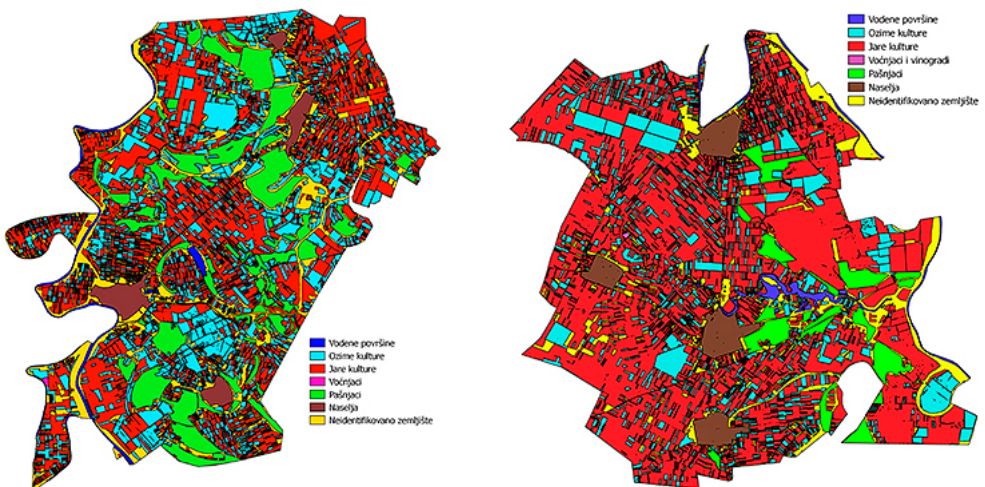 Vodene površine
Ozime kulture
Jare kulture
Voćnjaci
Pašnjaci
Naselja
Neidentifikovano zemljište
Vodene površine
Ozime kulture
Jare kulture
Voćnjaci i vinogradi
Pašnjaci
Naselja
Neidentifikovano zemljište